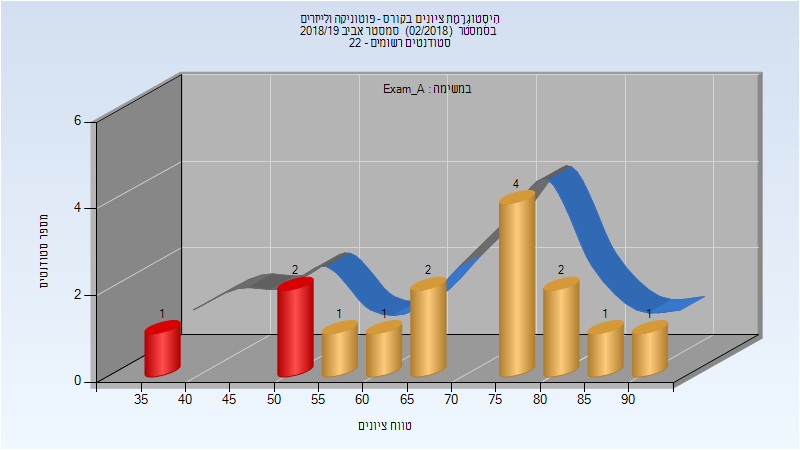 היסטוגרמת ציונים בקורס - פוטוניקה ולייזרים
בסמסטר (02/2018) סמסטר אביב 2018/19
סטודנטים רשומים - 22
במשימה : Exam_A
מספר סטודנטים
6
4
2
0
1
2
1
1
2
4
2
1
1
35 40 45 50 55 60 65 70 75 80 85 90
טווח ציונים